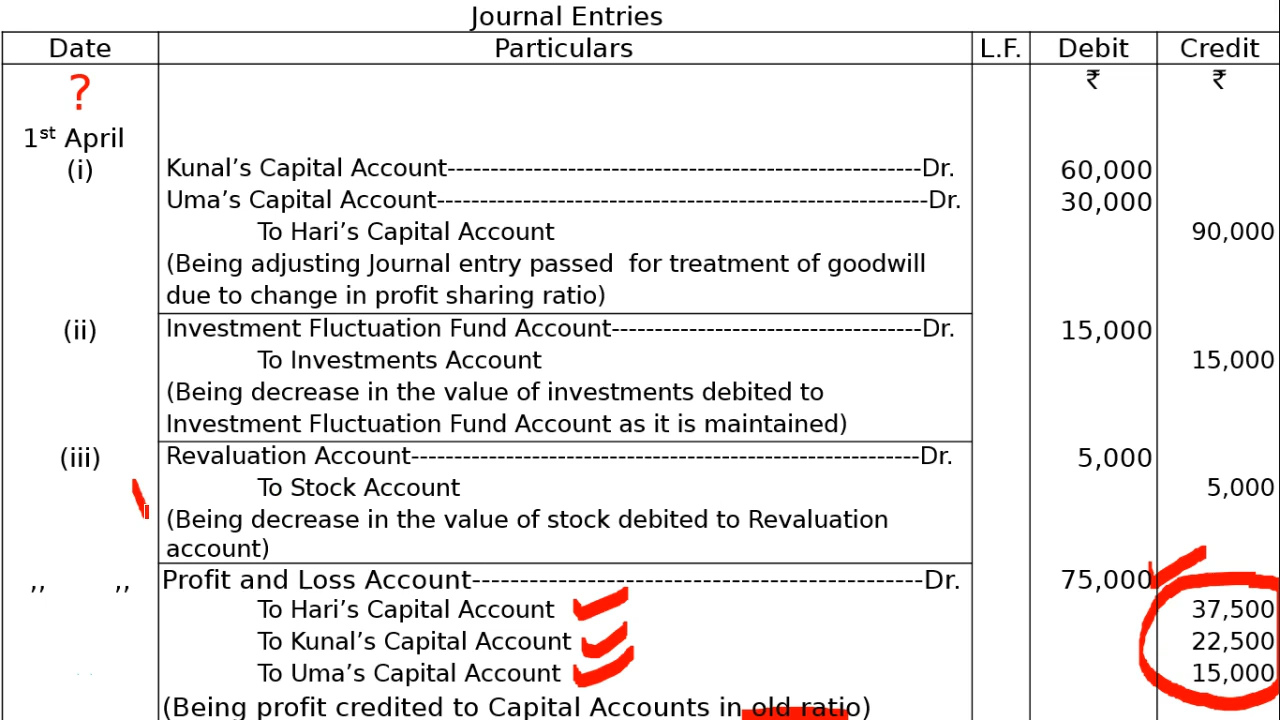 Journal Entries
Date Particulars L.F. Debit Credit
? ₹ ₹
1st April
(i) Kunal’s Capital Account-------------------------------------------------------Dr. 60,000
Uma’s Capital Account---------------------------------------------------------Dr. 30,000
To Hari’s Capital Account 90,000
(Being adjusting Journal entry passed for treatment of goodwill
due to change in profit sharing ratio)
(ii) Investment Fluctuation Fund Account------------------------------------Dr. 15,000
To Investments Account 15,000
(Being decrease in the value of investments debited to
Investment Fluctuation Fund Account as it is maintained)
(iii) Revaluation Account-----------------------------------------------------------Dr. 5,000
To Stock Account 5,000
(Being decrease in the value of stock debited to Revaluation
account)
,, ,, Profit and Loss Account----------------------------------------------------Dr. 75,000
To Hari’s Capital Account 37,500
To Kunal’s Capital Account 22,500
To Uma’s Capital Account 15,000
(Being profit credited to Capital Accounts in old ratio)